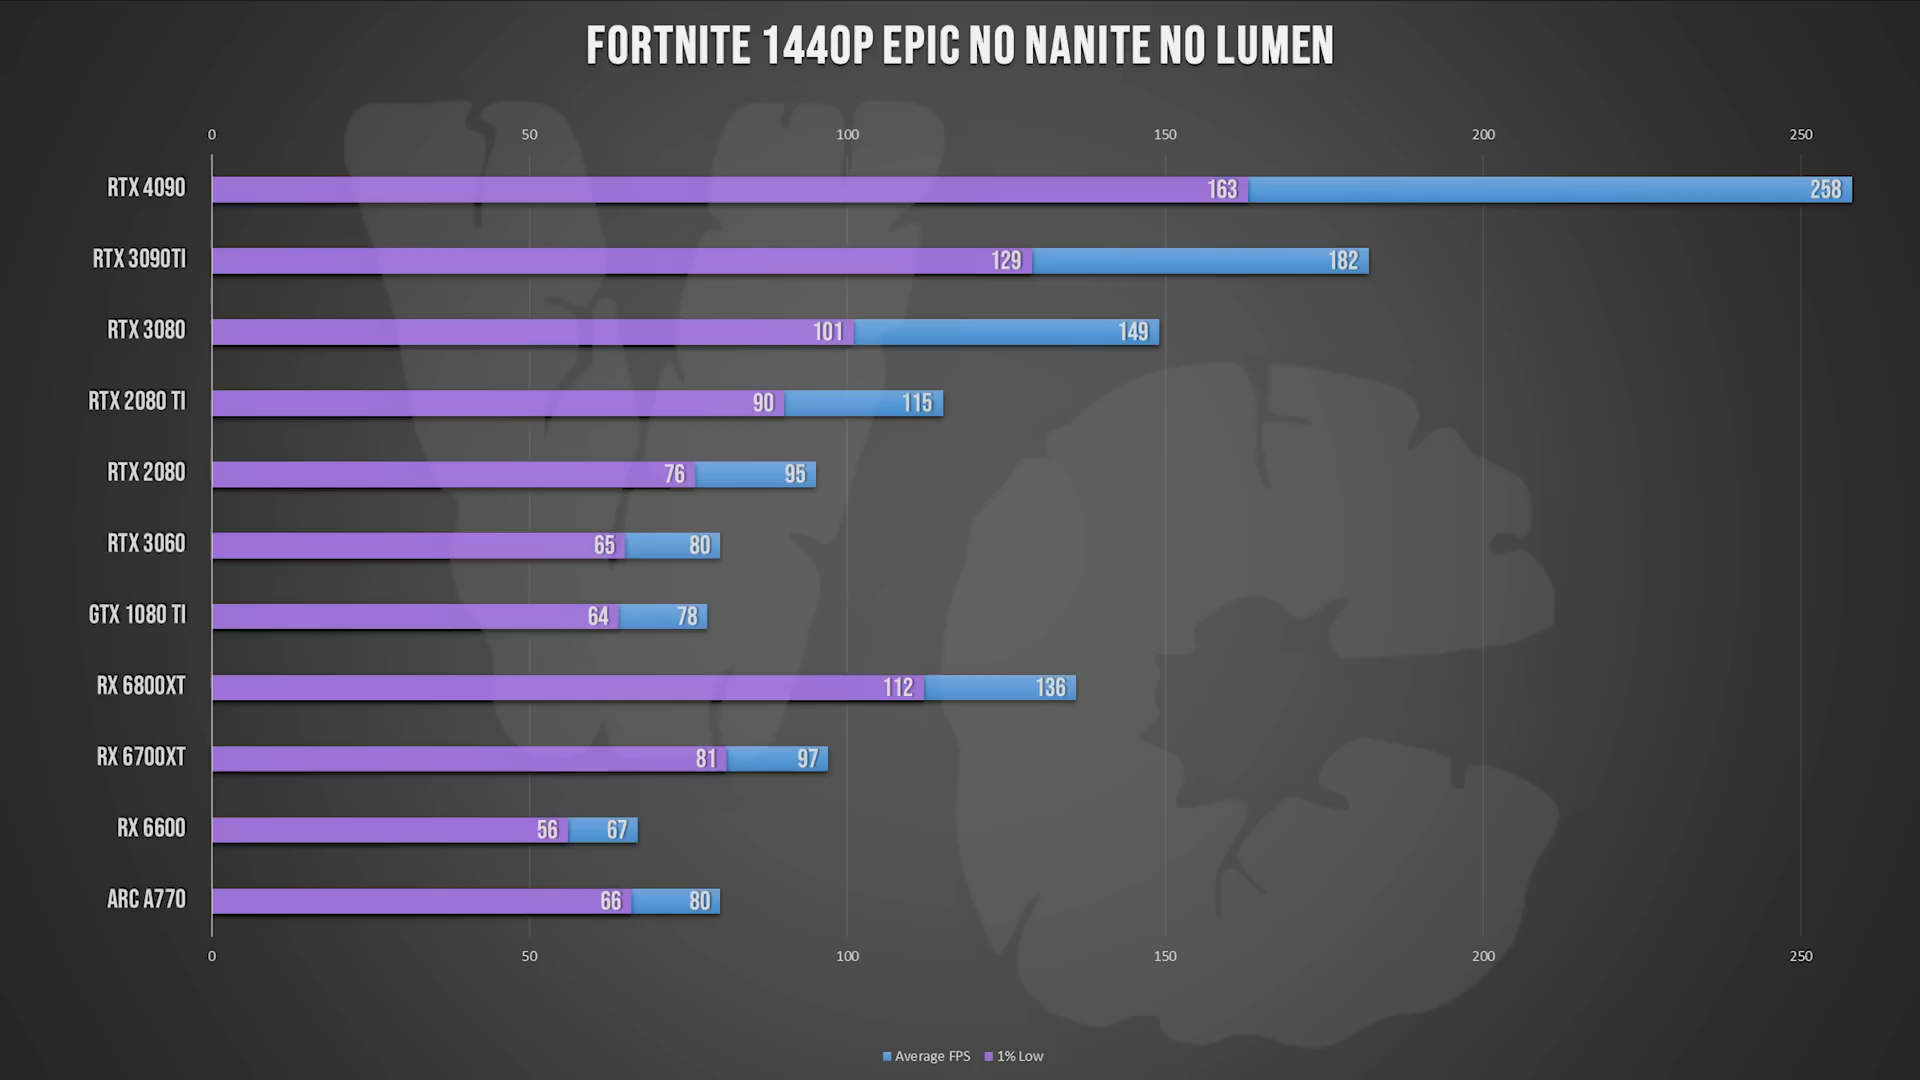 FORTNITE 1440P EPIC NO NANITE NO LUMEN
0 50 100 150 200 250
RTX 4090 163 258
RTX 3090TI 129 182
RTX 3080 101 149
RTX 2080 TI 90 115
RTX 2080 76 95
RTX 3060 65 80
GTX 1080 TI 64 78
RX 6800XT 112 136
RX 6700XT 81 97
RX 6600 56 67
ARC A770 66 80
0 50 100 150 200 250
Average FPS 1% Low